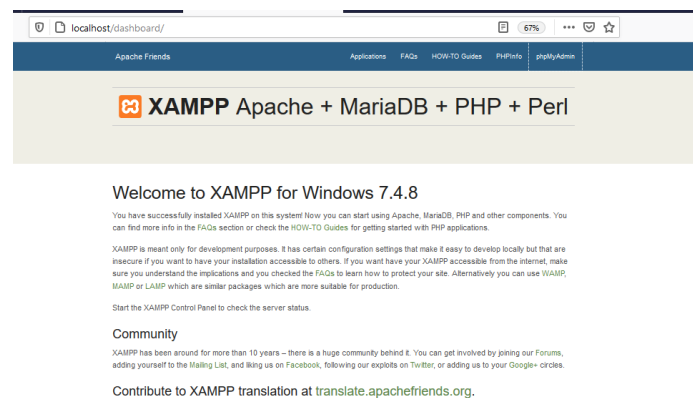 localhost/dashboard/ 67%
Apache Friends Applications FAQs HOW-TO Guides PHPInfo phpMyAdmin
XAMPP Apache + MariaDB + PHP + Perl
Welcome to XAMPP for Windows 7.4.8
You have successfully installed XAMPP on this system! Now you can start using Apache, MariaDB, PHP and other components. You
can find more info in the FAQs section or check the HOW-TO Guides for getting started with PHP applications.
XAMPP is meant only for development purposes. It has certain configuration settings that make it easy to develop locally but that are
insecure if you want to have your installation accessible to others. If you want have your XAMPP accessible from the internet, make
sure you understand the implications and you checked the FAQs to learn how to protect your site. Alternatively you can use WAMP,
MAMP or LAMP which are similar packages which are more suitable for production.
Start the XAMPP Control Panel to check the server status.
Community
XAMPP has been around for more than 10 years – there is a huge community behind it. You can get involved by joining our Forums,
adding yourself to the Mailing List, and liking us on Facebook, following our exploits on Twitter, or adding us to your Google+ circles.
Contribute to XAMPP translation at translate.apachefriends.org.